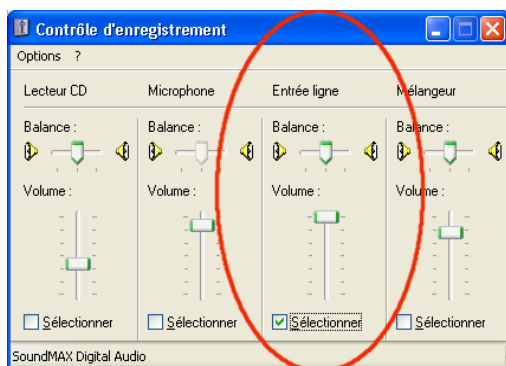 Contrôle d'enregistrement
Options ?
Lecteur CD Microphone Entrée ligne Mélangeur
Balance : Balance : Balance : Balance :
Volume : Volume : Volume : Volume :
Sélectionner Sélectionner Sélectionner Sélectionner
SoundMAX Digital Audio